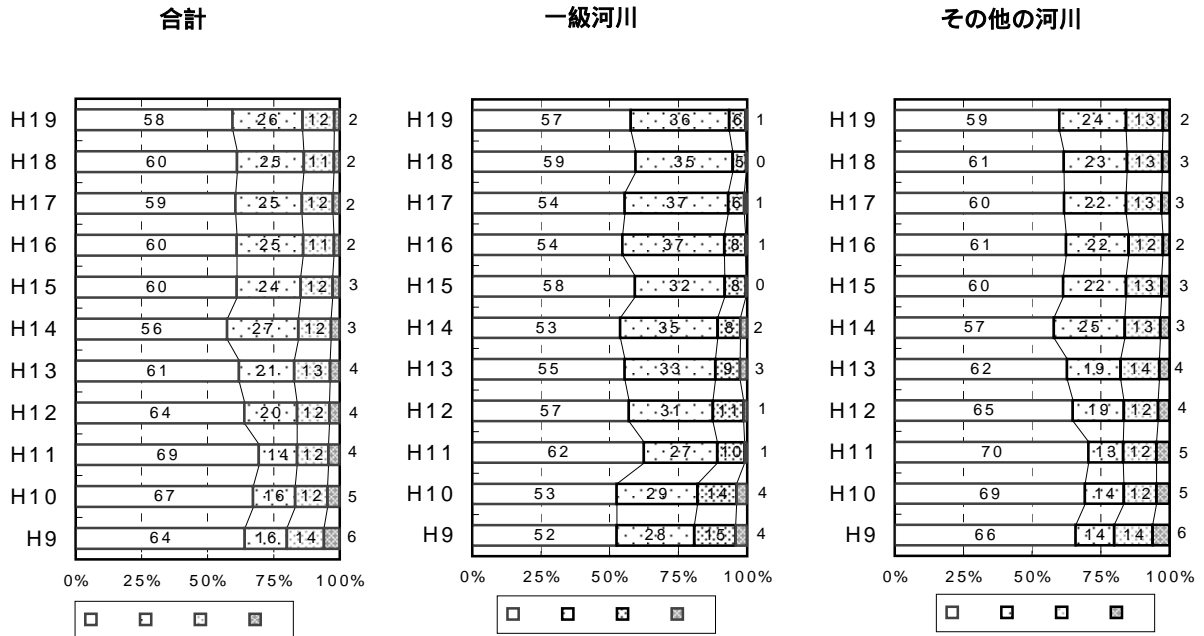 合計 一級河川 その他の河川
H19 58 26 12 2 H19 57 36 6 1 H19 59 24 13 2
H18 60 25 11 2 H18 59 35 5 0 H18 61 23 13 3
H17 59 25 12 2 H17 54 37 6 1 H17 60 22 13 3
H16 60 25 11 2 H16 54 37 8 1 H16 61 22 12 2
H15 60 24 12 3 H15 58 32 8 0 H15 60 22 13 3
H14 56 27 12 3 H14 53 35 8 2 H14 57 25 13 3
H13 61 21 13 4 H13 55 33 9 3 H13 62 19 14 4
H12 64 20 12 4 H12 57 31 11 1 H12 65 19 12 4
H11 69 14 12 4 H11 62 27 10 1 H11 70 13 12 5
H10 67 16 12 5 H10 53 29 14 4 H10 69 14 12 5
H9 64 16 14 6 H9 52 28 15 4 H9 66 14 14 6
0% 25% 50% 75% 100% 0% 25% 50% 75% 100% 0% 25% 50% 75% 100%